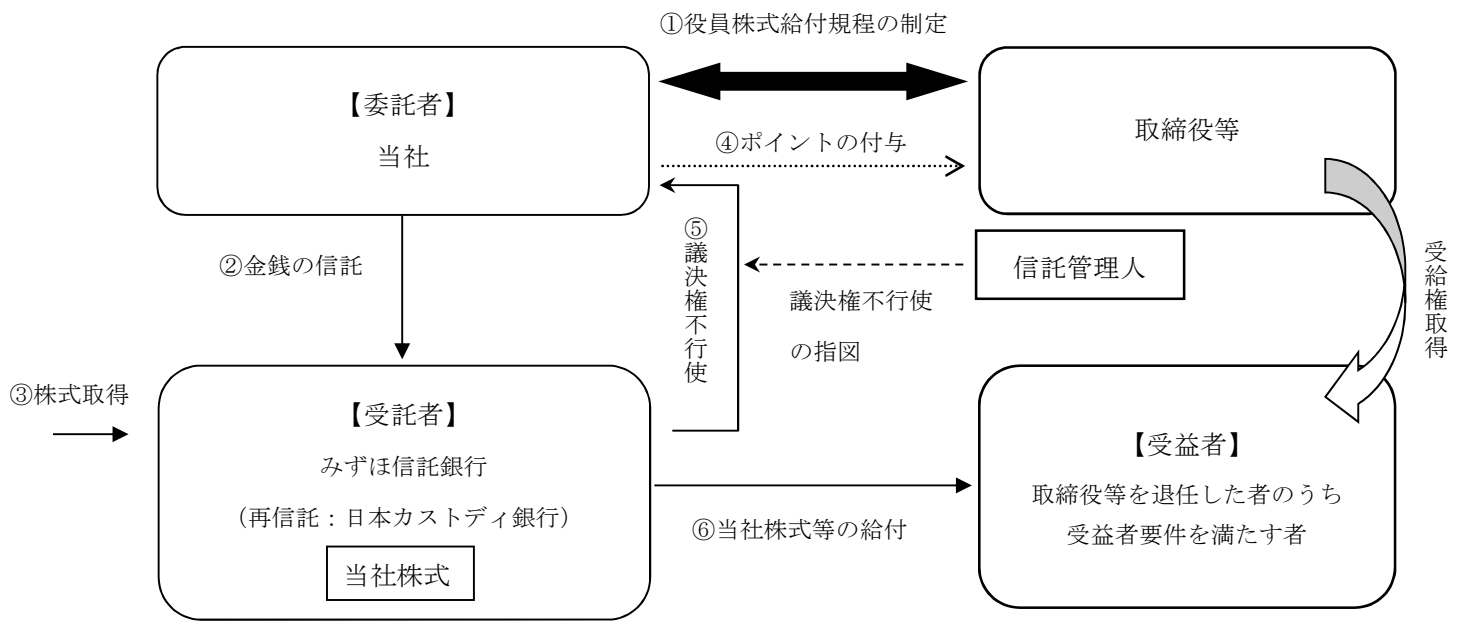 ①役員株式給付規程の制定
【委託者】
当社
取締役等
④ポイントの付与
②金銭の信託
⑤議決権不行使
信託管理人
議決権不行使
の指図
受給権取得
③株式取得
【受託者】
みずほ信託銀行
（再信託：日本カストディ銀行）
当社株式
⑥当社株式等の給付
【受益者】
取締役等を退任した者のうち
受益者要件を満たす者